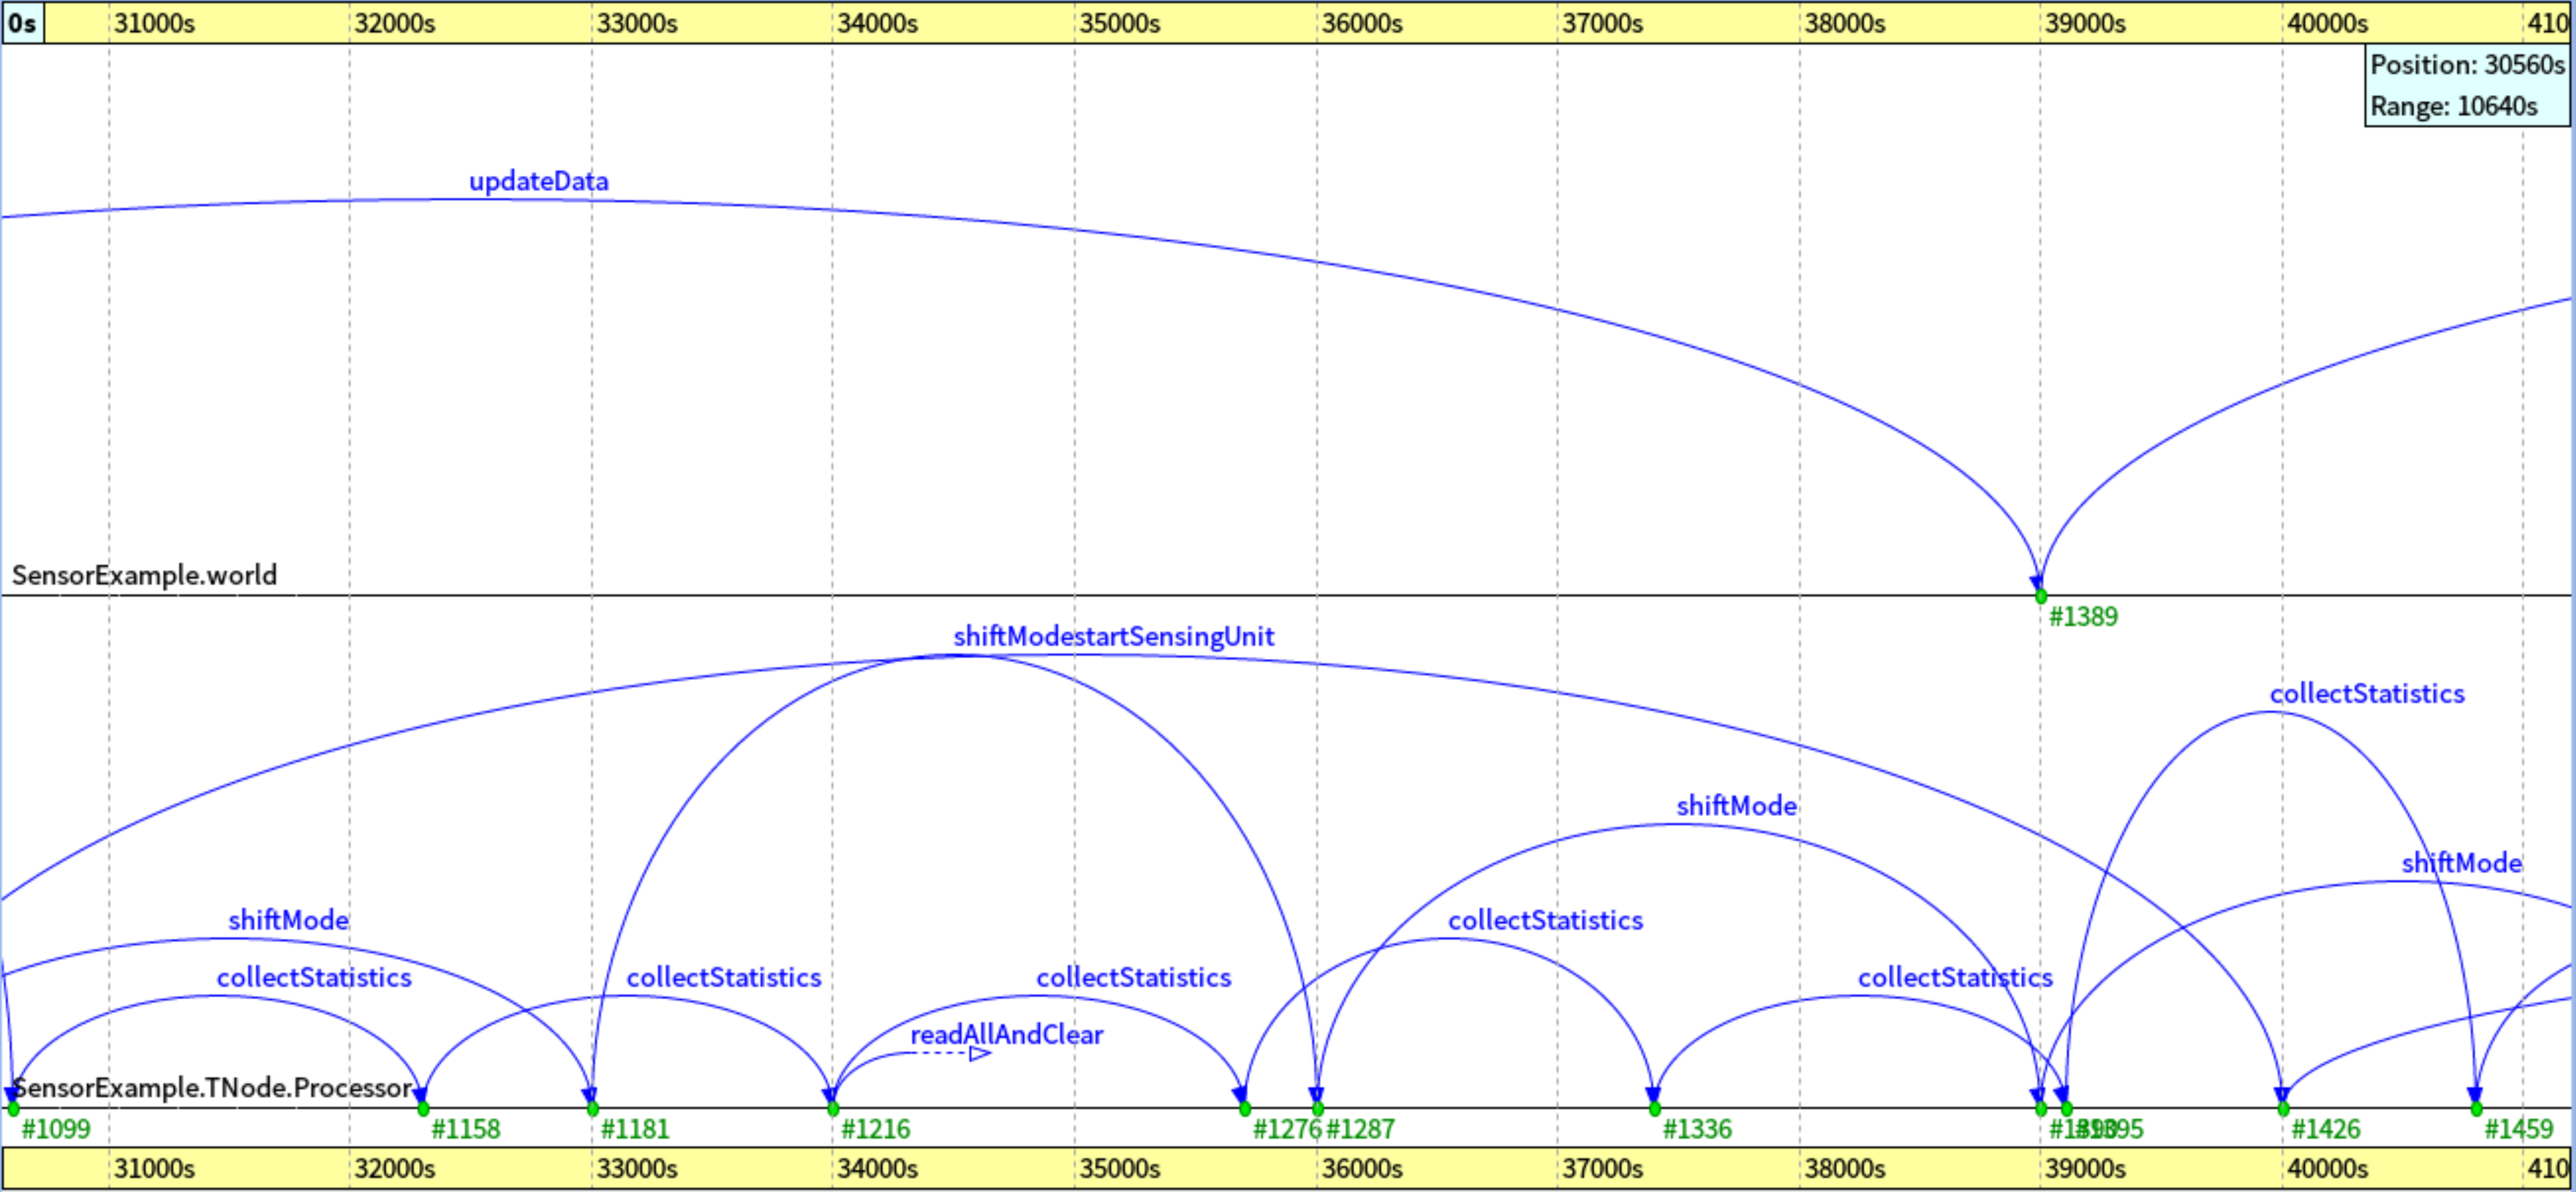 0s 31000s 32000s 33000s 34000s 35000s 36000s 37000s 38000s 39000s 40000s 410
Position: 30560s
Range: 10640s
updateData
SensorExample.world
#1389
shiftModestartSensingUnit
collectStatistics
shiftMode
shiftMode
shiftMode collectStatistics
collectStatistics collectStatistics collectStatistics collectStatistics
readAllAndClear
SensorExample.TNode.Processor
#1099 #1158 #1181 #1216 #1276 #1287 #1336 #1426 #1459
31000s 32000s 33000s 34000s 35000s 36000s 37000s 38000s 39000s 40000s 410